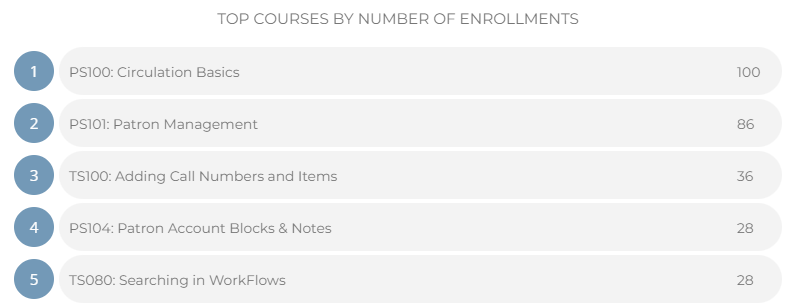 TOP COURSES BY NUMBER OF ENROLLMENTS
1 PS100: Circulation Basics 100
2 PS101: Patron Management 86
3 TS100: Adding Call Numbers and Items 36
4 PS104: Patron Account Blocks & Notes 28
5 TS080: Searching in WorkFlows 28